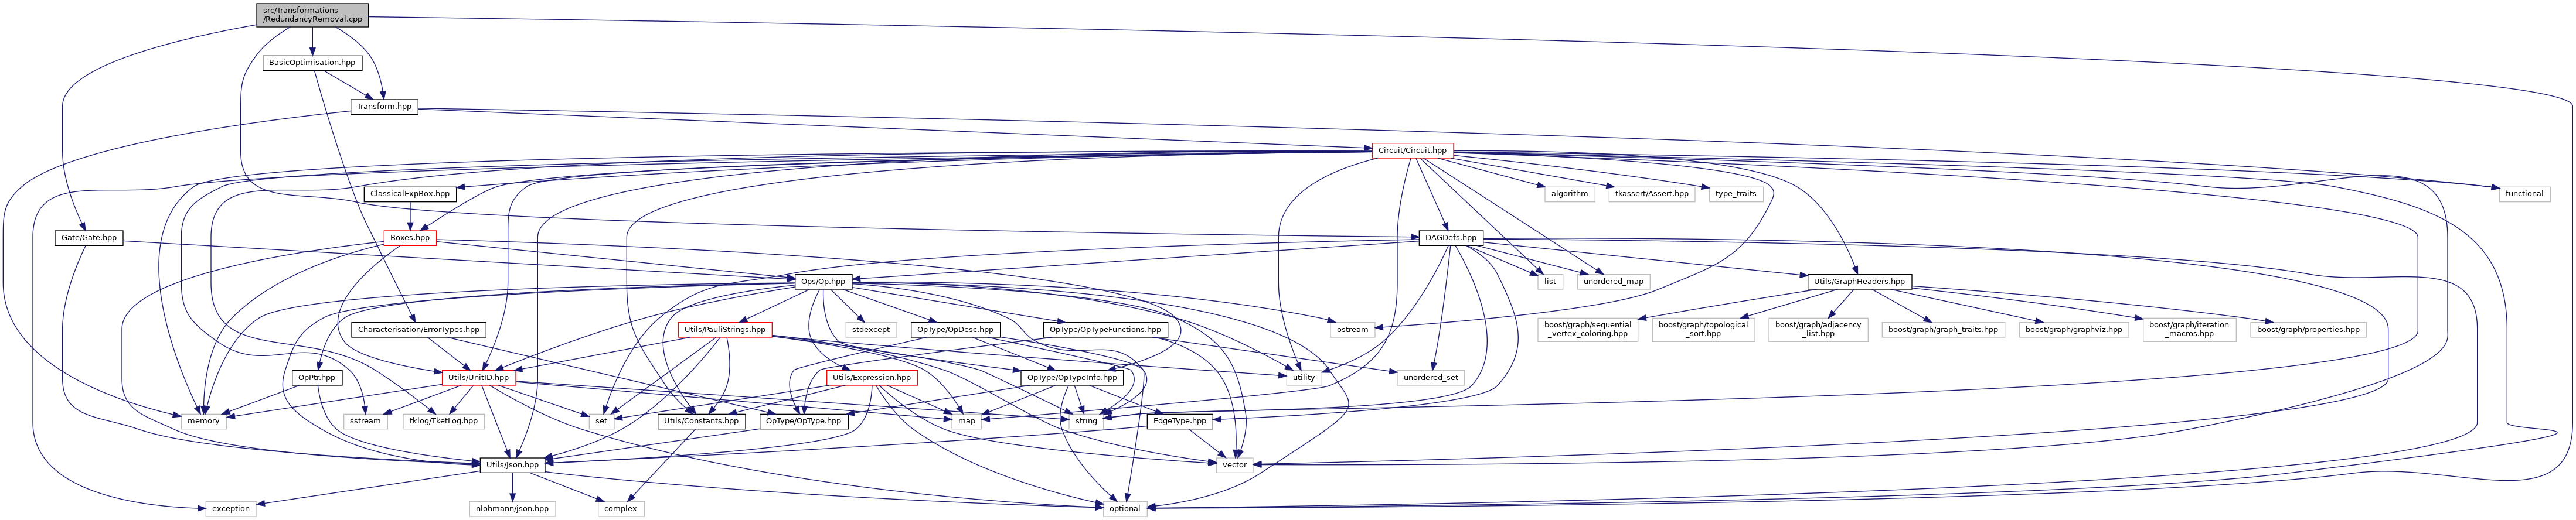 src/Transformations
/RedundancyRemoval.cpp
BasicOptimisation.hpp
Transform.hpp
Circuit/Circuit.hpp
ClassicalExpBox.hpp
algorithm
tkassert/Assert.hpp
type_traits
functional
Gate/Gate.hpp
Boxes.hpp
DAGDefs.hpp
Ops/Op.hpp
list
unordered_map
Utils/GraphHeaders.hpp
Characterisation/ErrorTypes.hpp
Utils/PauliStrings.hpp
stdexcept
OpType/OpDesc.hpp
OpType/OpTypeFunctions.hpp
ostream
boost/graph/sequential
_vertex_coloring.hpp
boost/graph/topological
_sort.hpp
boost/graph/adjacency
_list.hpp
boost/graph/graph_traits.hpp
boost/graph/graphviz.hpp
boost/graph/iteration
_macros.hpp
boost/graph/properties.hpp
OpPtr.hpp
Utils/UnitID.hpp
Utils/Expression.hpp
OpType/OpTypeInfo.hpp
utility
unordered_set
memory
sstream
tklog/TketLog.hpp
set
Utils/Constants.hpp
OpType/OpType.hpp
map
string
EdgeType.hpp
Utils/Json.hpp
vector
exception
nlohmann/json.hpp
complex
optional